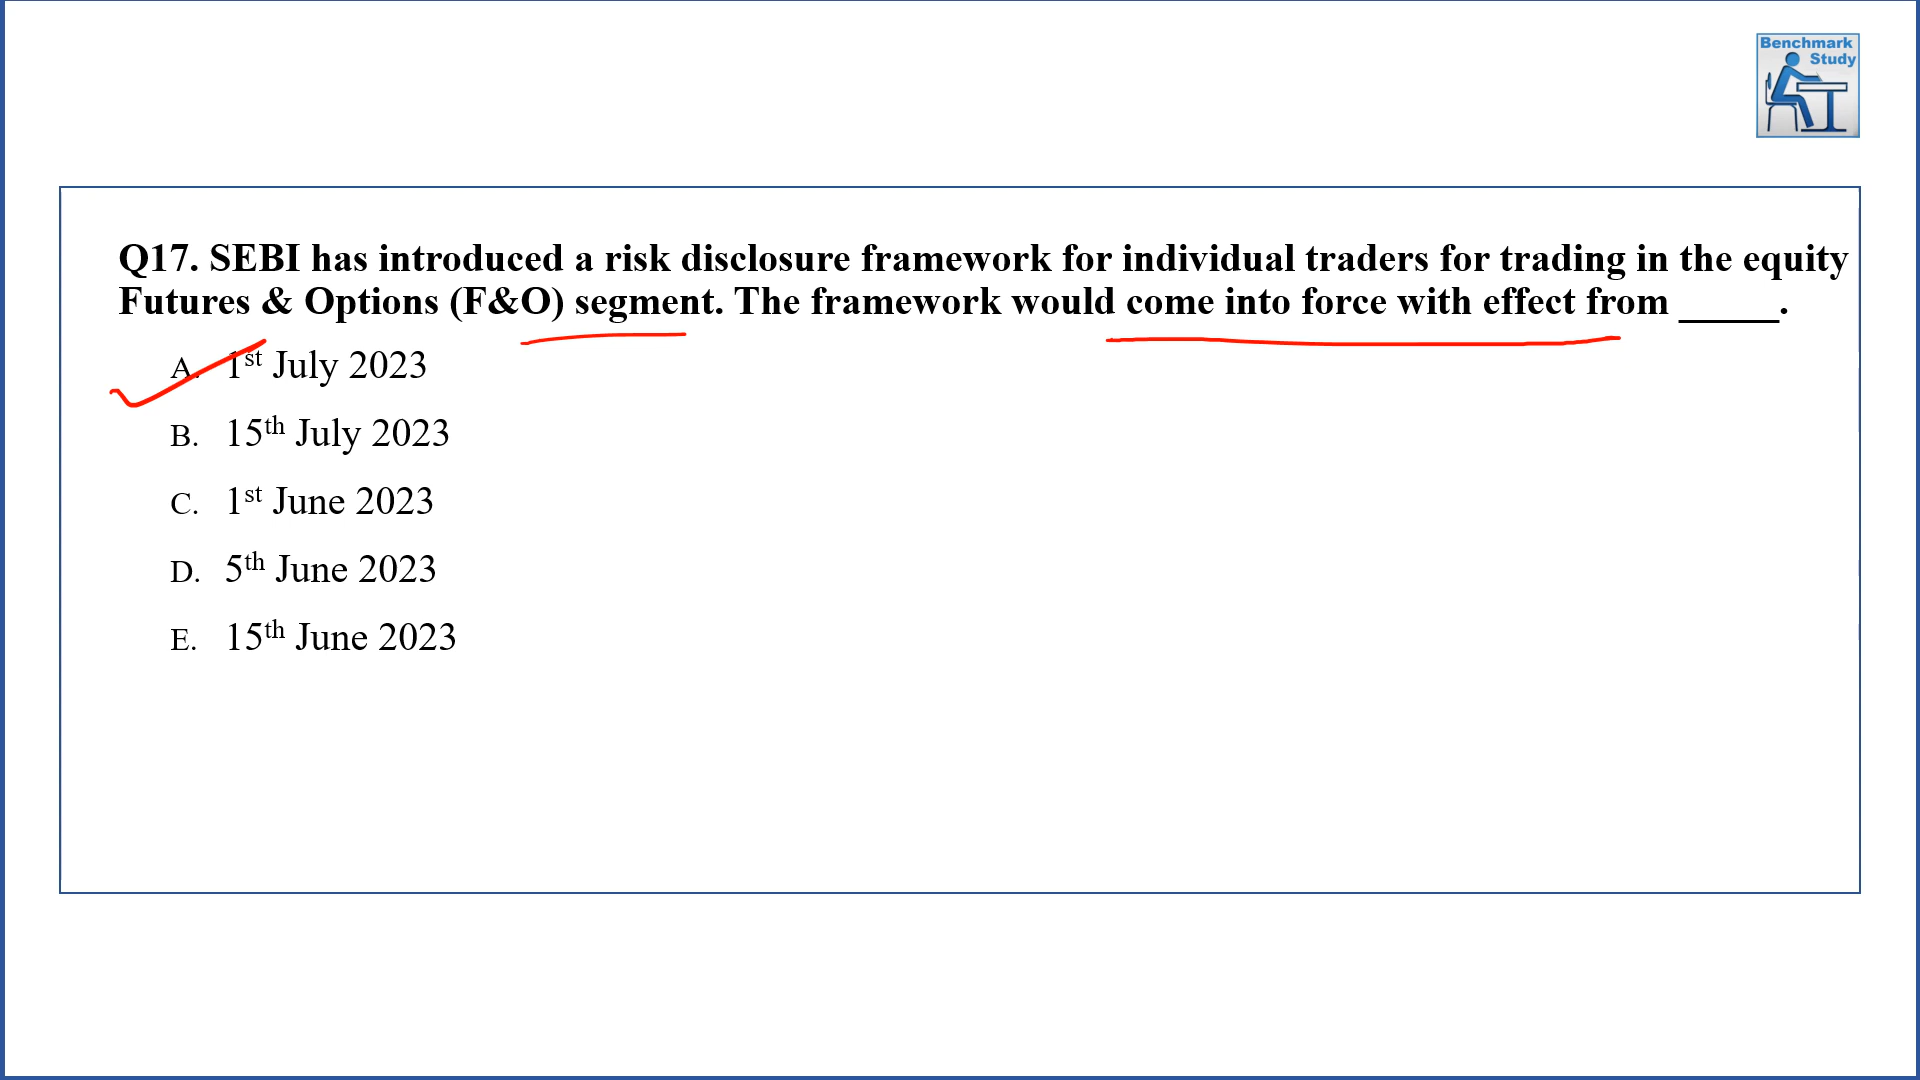 Benchmark
Study
Q17. SEBI has introduced a risk disclosure framework for individual traders for trading in the equity
Futures & Options (F&O) segment. The framework would come into force with effect from _____.
A. 1st July 2023
B. 15th July 2023
C. 1st June 2023
D. 5th June 2023
E. 15th June 2023